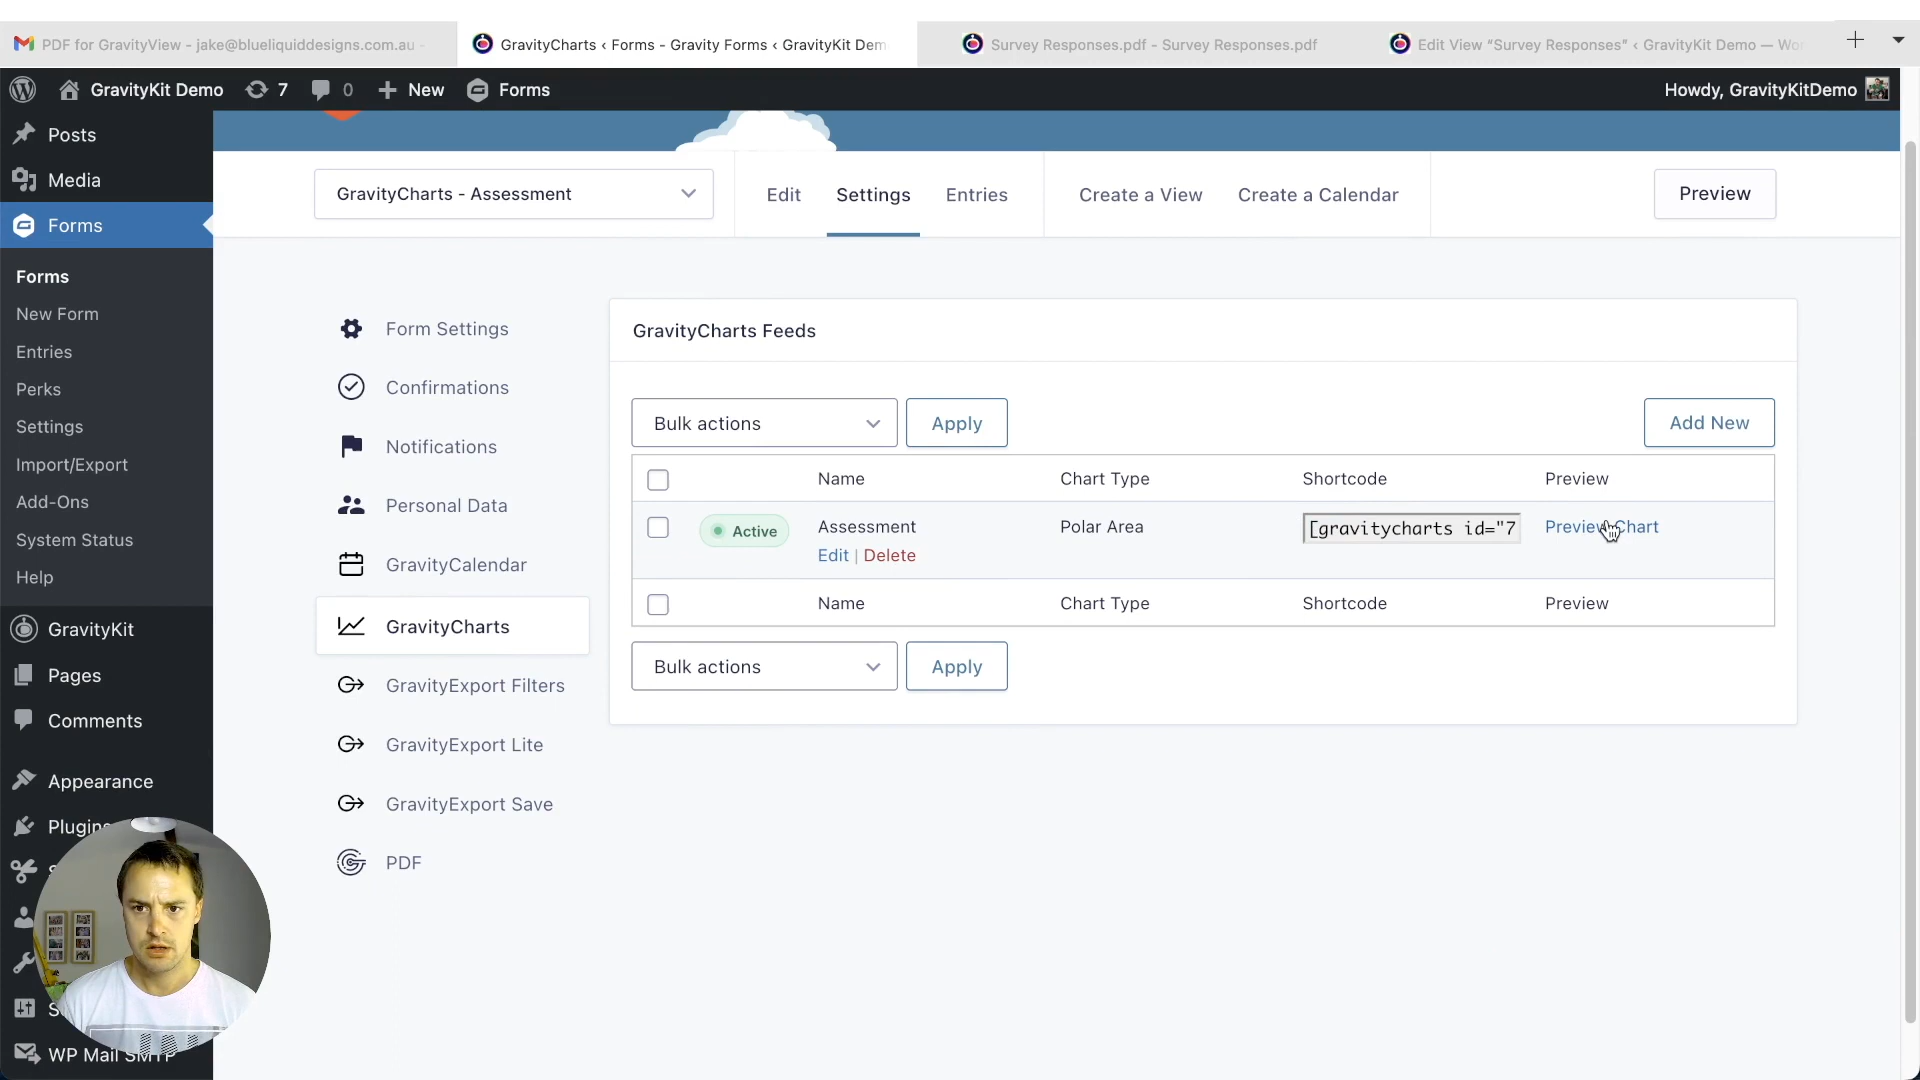 PDF for GravityView - jake@blueliquiddesigns.com.au -
GravityCharts ‹ Forms - Gravity Forms ‹ GravityKit Dem
Survey Responses.pdf - Survey Responses.pdf
Edit View “Survey Responses” ‹ GravityKit Demo — Wor
GravityKit Demo
7
0
New
Forms
Howdy, GravityKitDemo
Posts
Media
Forms
Forms
New Form
Entries
Perks
Settings
Import/Export
Add-Ons
System Status
Help
GravityKit
Pages
Comments
Appearance
Plugins
S
WP Mail SMTP
GravityCharts - Assessment
Edit
Settings
Entries
Create a View
Create a Calendar
Preview
Form Settings
Confirmations
Notifications
Personal Data
GravityCalendar
GravityCharts
GravityExport Filters
GravityExport Lite
GravityExport Save
PDF
GravityCharts Feeds
Bulk actions
Apply
Add New
Name Chart Type Shortcode Preview
Active Assessment Polar Area [gravitycharts id="7 Preview Chart
Edit | Delete
Name Chart Type Shortcode Preview
Bulk actions
Apply